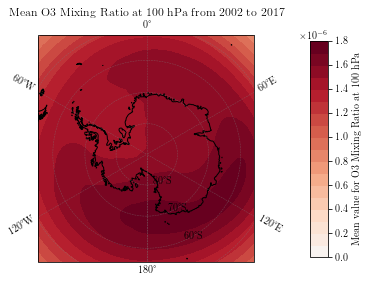 Mean O3 Mixing Ratio at 100 hPa from 2002 to 2017
0°
×10⁻⁶
60°W
60°E
1.8
1.6
1.4
1.2
1.0
0.8
0.6
0.4
0.2
0.0
Mean value for O3 Mixing Ratio at 100 hPa
80°S
70°S
60°S
120°W
120°E
180°